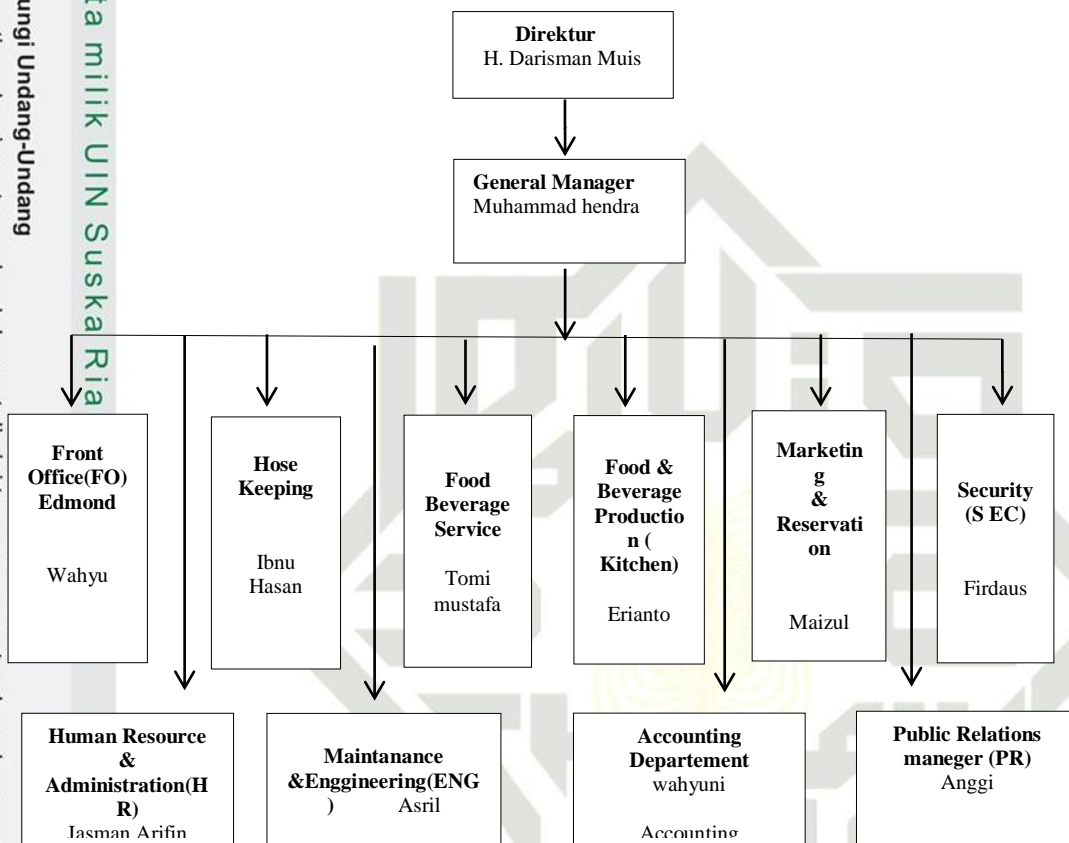 ta milik UIN Suska Ria
ungi Undang-Undang
Direktur
H. Darisman Muis
General Manager
Muhammad hendra
Front
Office(FO)
Edmond
Wahyu
Hose
Keeping
Ibnu
Hasan
Food
Beverage
Service
Tomi
mustafa
Food &
Beverage
Productio
n (
Kitchen)
Erianto
Marketin
g
&
Reservati
on
Maizul
Security
(S EC)
Firdaus
Human Resource
&
Administration(H
R)
Jasman Arifin
Maintanance
&Enggineering(ENG
) Asril
Accounting
Departement
wahyuni
Accounting
Public Relations
maneger (PR)
Anggi